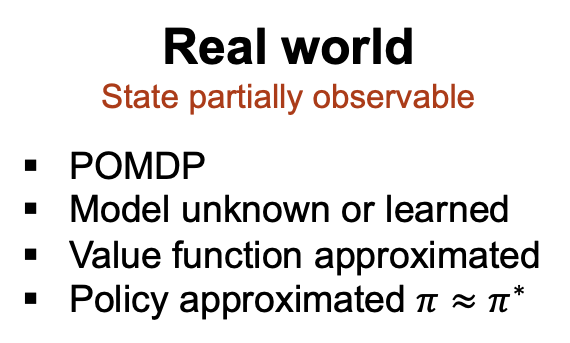 Real world
State partially observable
▪ POMDP
▪ Model unknown or learned
▪ Value function approximated
▪ Policy approximated π ≈ π*